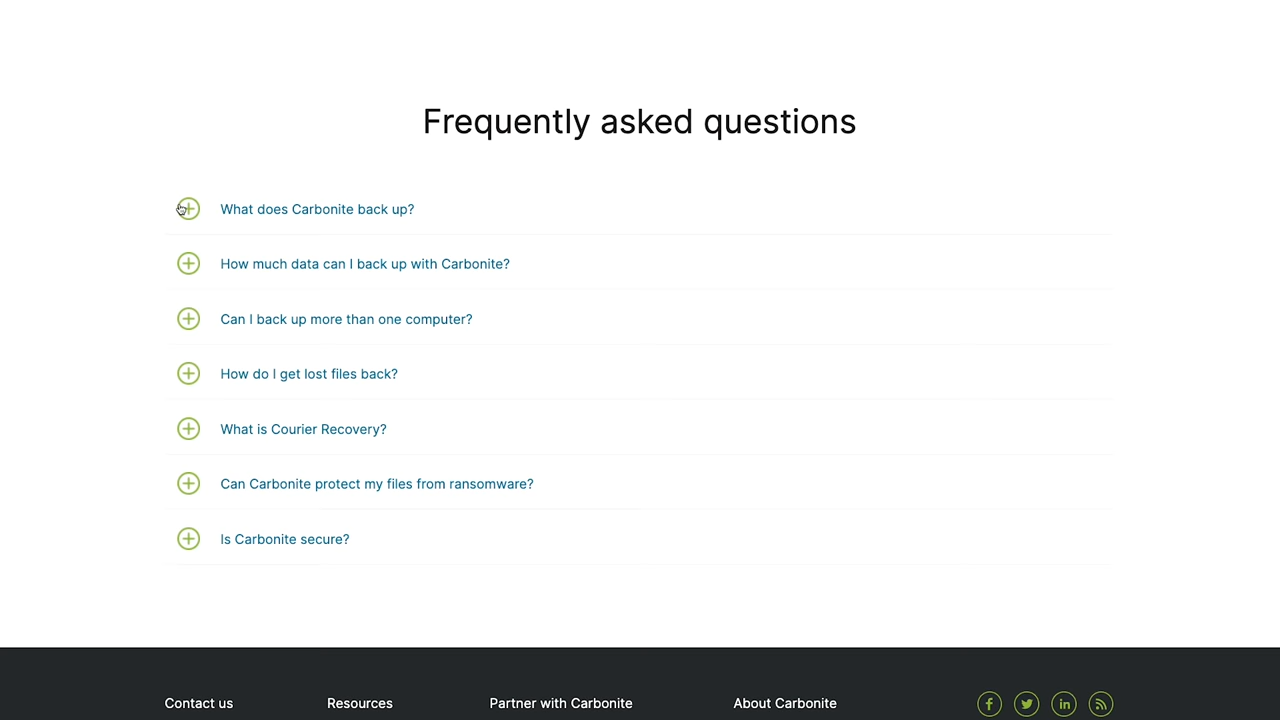 Frequently asked questions
What does Carbonite back up?
How much data can I back up with Carbonite?
Can I back up more than one computer?
How do I get lost files back?
What is Courier Recovery?
Can Carbonite protect my files from ransomware?
Is Carbonite secure?
Contact us
Resources
Partner with Carbonite
About Carbonite